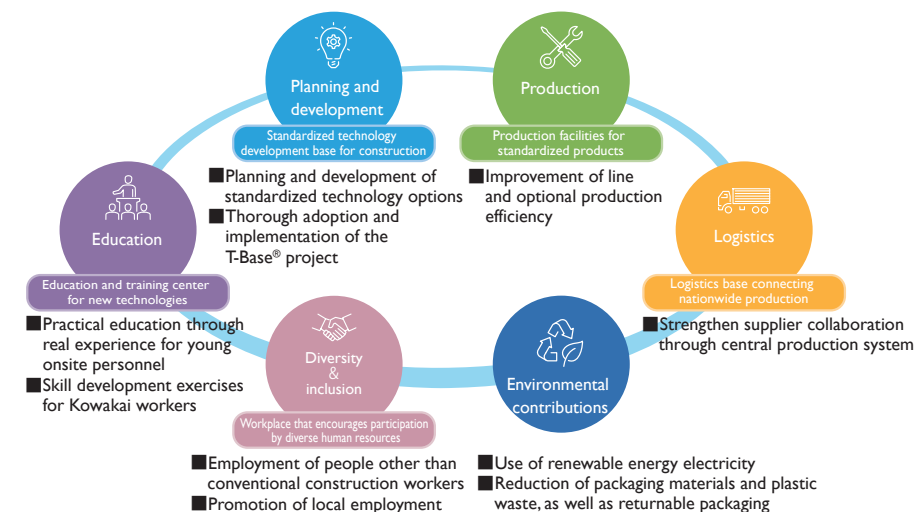 Planning and
development
Standardized technology
development base for construction
■Planning and development of
standardized technology options
■Thorough adoption and
implementation of the
T-Base® project
Production
Production facilities for
standardized products
■Improvement of line
and optional production
efficiency
Education
Education and training center
for new technologies
■Practical education through
real experience for young
onsite personnel
■Skill development exercises
for Kowakai workers
Logistics
Logistics base connecting
nationwide production
■Strengthen supplier collaboration
through central production system
Diversity
&
inclusion
Workplace that encourages participation
by diverse human resources
■Employment of people other than
conventional construction workers
■Promotion of local employment
Environmental
contributions
■Use of renewable energy electricity
■Reduction of packaging materials and plastic
waste, as well as returnable packaging